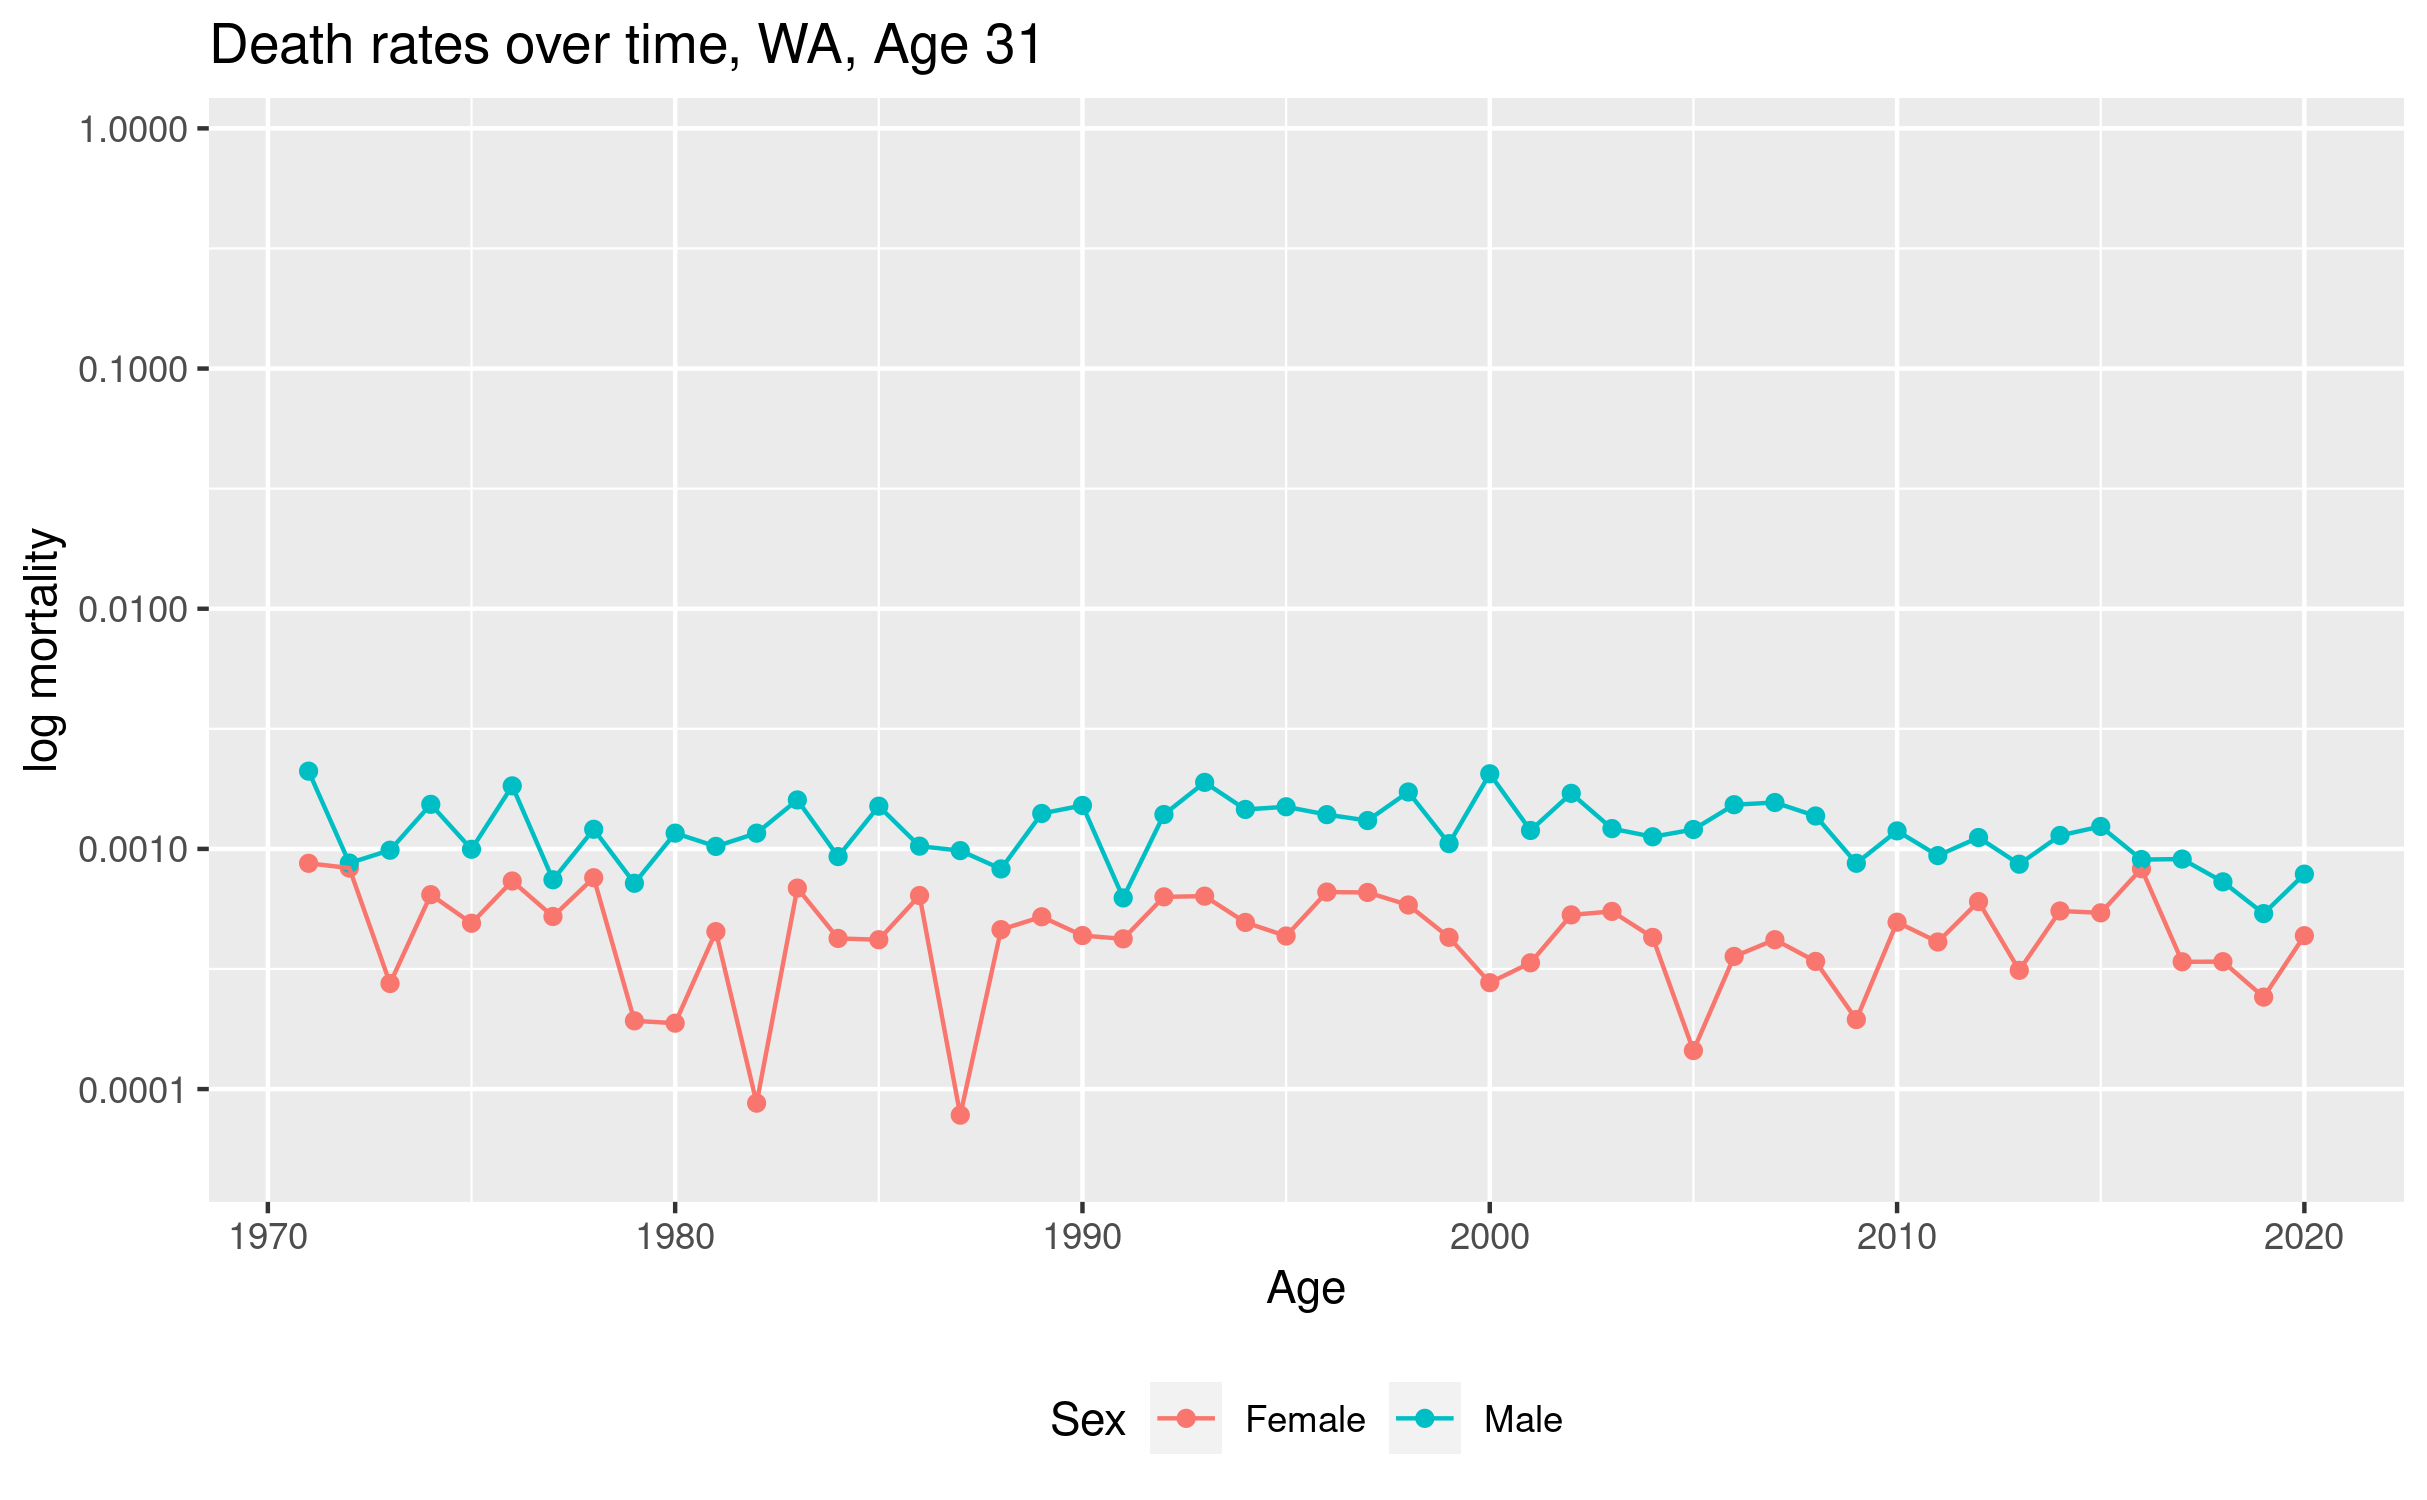 Death rates over time, WA, Age 31
log mortality
1.0000
0.1000
0.0100
0.0010
0.0001
1970 1980 1990 2000 2010 2020
Age
Sex Female Male